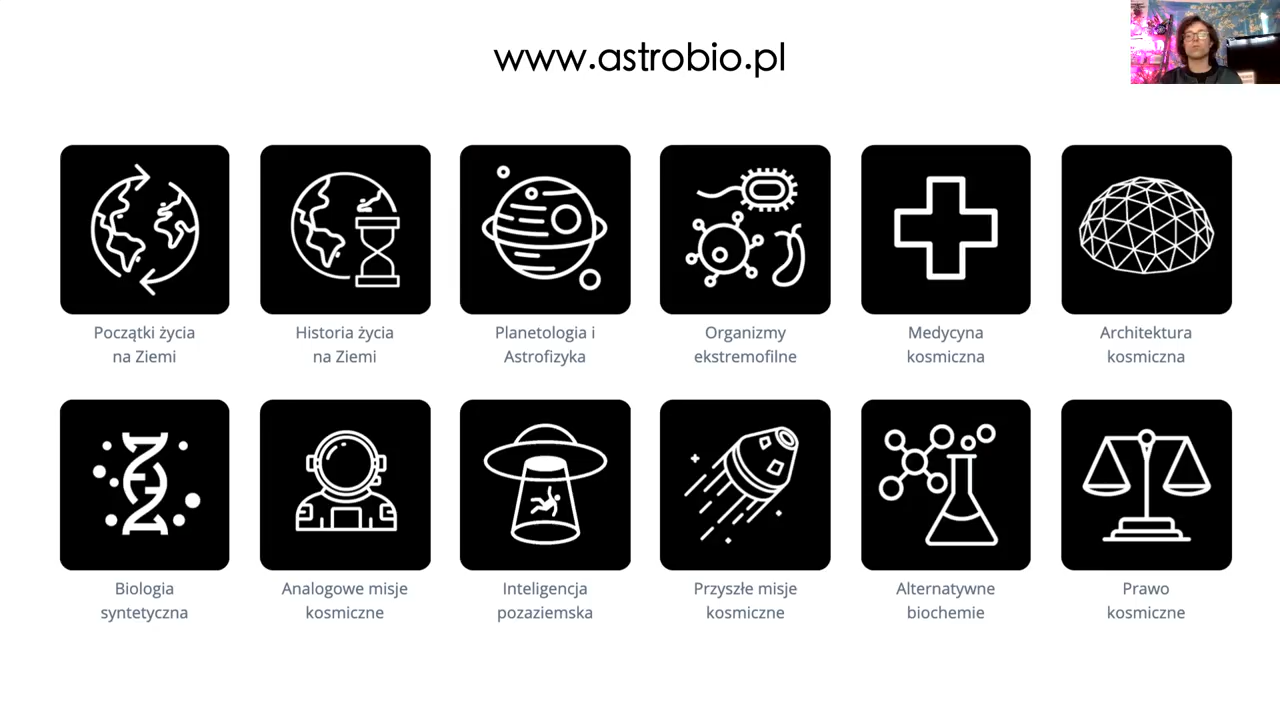 www.astrobio.pl
Początki życia
na Ziemi
Historia życia
na Ziemi
Planetologia i
Astrofizyka
Organizmy
ekstremofilne
Medycyna
kosmiczna
Architektura
kosmiczna
Biologia
syntetyczna
Analogowe misje
kosmiczne
Inteligencja
pozaziemska
Przyszłe misje
kosmiczne
Alternatywne
biochemie
Prawo
kosmiczne